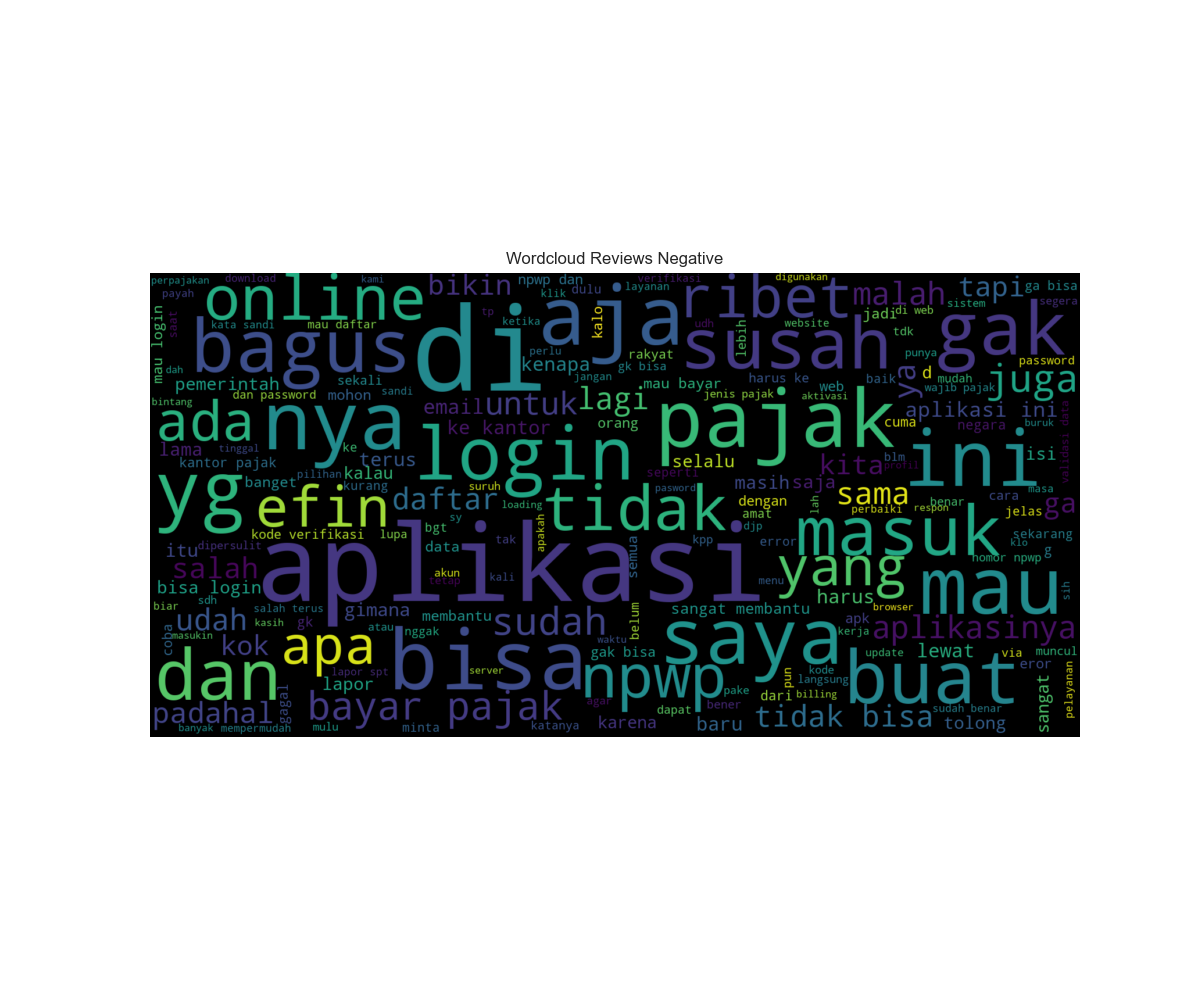 Wordcloud Reviews Negative
perpajakan
download
kami
bikin
npwp dan
verifikasi
digunakan
tapi
ga bisa
payah
online
klik
dulu
layanan
ribet
malah
sistem
segera
saat
kata sandi
mau daftar
bagus
di
tp
ketika
aja
kalo
udh
susah
lebih
website
jadi
di web
tdk
gak
mau login
dah
perlu
kenapa
rakyat
gk bisa
punya
password
pemerintah
sekali
jangan
mau bayar
harus ke
baik
ya
d
mudah
juga
bintang
dan password
mohon
sandi
email
untuk
lagi
jenis pajak
web
aktivasi
wajib pajak
ada
nya
ke kantor
orang
pajak
cuma
aplikasi ini
negara
buruk
validasi data
lama
tinggal
ke
login
selalu
kita
blm
ini
isi
kantor pajak
terus
pilihan
kalau
seperti
profil
banget
kurang
suruh
daftar
pasword
masih
saja
sama
cara
masa
yg
efin
sy
loading
tidak
dengan
lah
perbaiki
benar
respon
jelas
ga
kode verifikasi
lupa
bgt
apakah
amat
djp
masuk
sekarang
itu
dipersulit
data
tak
semua
kpp
error
klo
g
salah
aplikasi
yang
nomor npwp
bisa login
akun
tetap
kali
menu
harus
mau
sih
biar
sdh
salah terus
gimana
membantu
belum
sangat membantu
browser
kasih
gk
udah
atau
nggak
sudah
saya
apk
kerja
aplikasinya
coba
masukin
kok
apa
waktu
gak bisa
update
lewat
via
muncul
dan
lapor spt
bisa
server
npwp
pun
kode
langsung
buat
eror
lapor
pake
gagal
agar
dapat
bener
dari
billing
sangat
pelayanan
padahal
bayar pajak
sudah benar
banyak
mempermudah
mulu
minta
katanya
karena
baru
tidak bisa
tolong